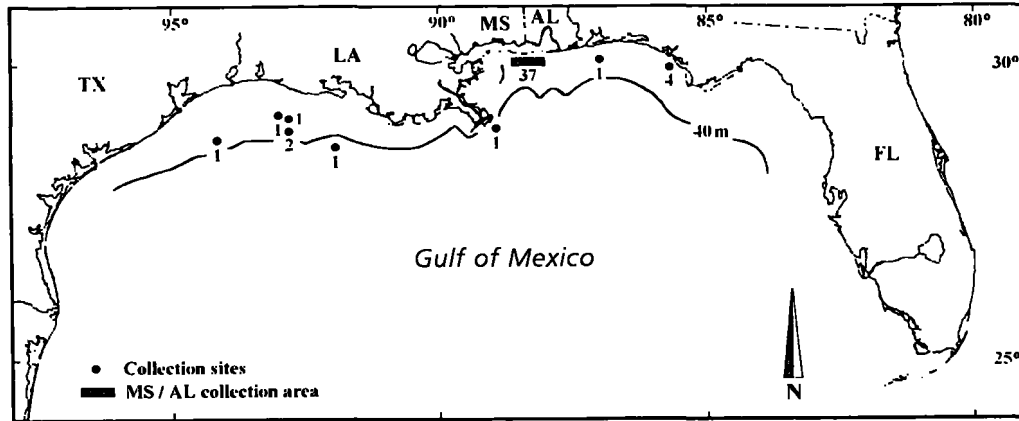 95° 90° 85° 80°
MS AL
LA
30°
TX
37
1
4
1
1
2
1
1
1
40 m
FL
Gulf of Mexico
25°
• Collection sites
MS / AL collection area
N